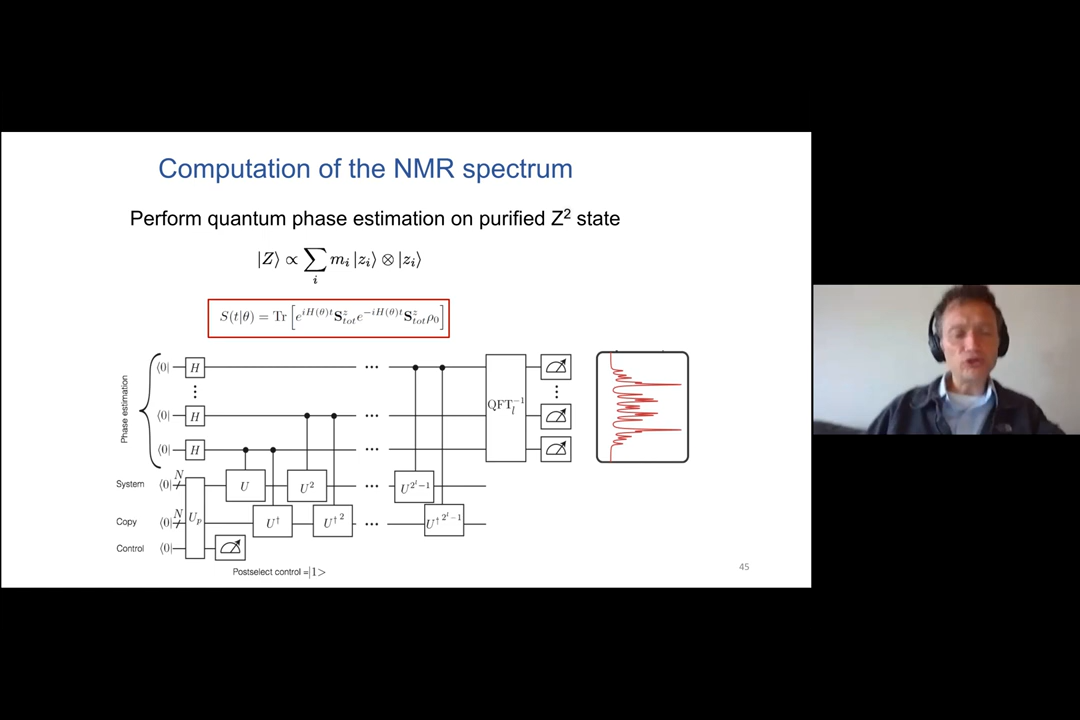 Computation of the NMR spectrum
Perform quantum phase estimation on purified Z² state
|Z⟩ ∝ ∑ᵢ mᵢ |zᵢ⟩ ⊗ |zᵢ⟩
S(t|θ) = Tr [e^{iH(θ)t} S^z_{tot} e^{−iH(θ)t} S^z_{tot} ρ₀]
Phase estimation
⟨0| H ⋯
⋮ QFT_l^{−1} ⋮
⟨0| H ⋯
⟨0| H ⋯
System ⟨0| N U U² ⋯ U^{2^l−1}
U_p
Copy ⟨0| N U† U†² ⋯ U†^{2^l−1}
Control ⟨0|
Postselect control =|1>
45